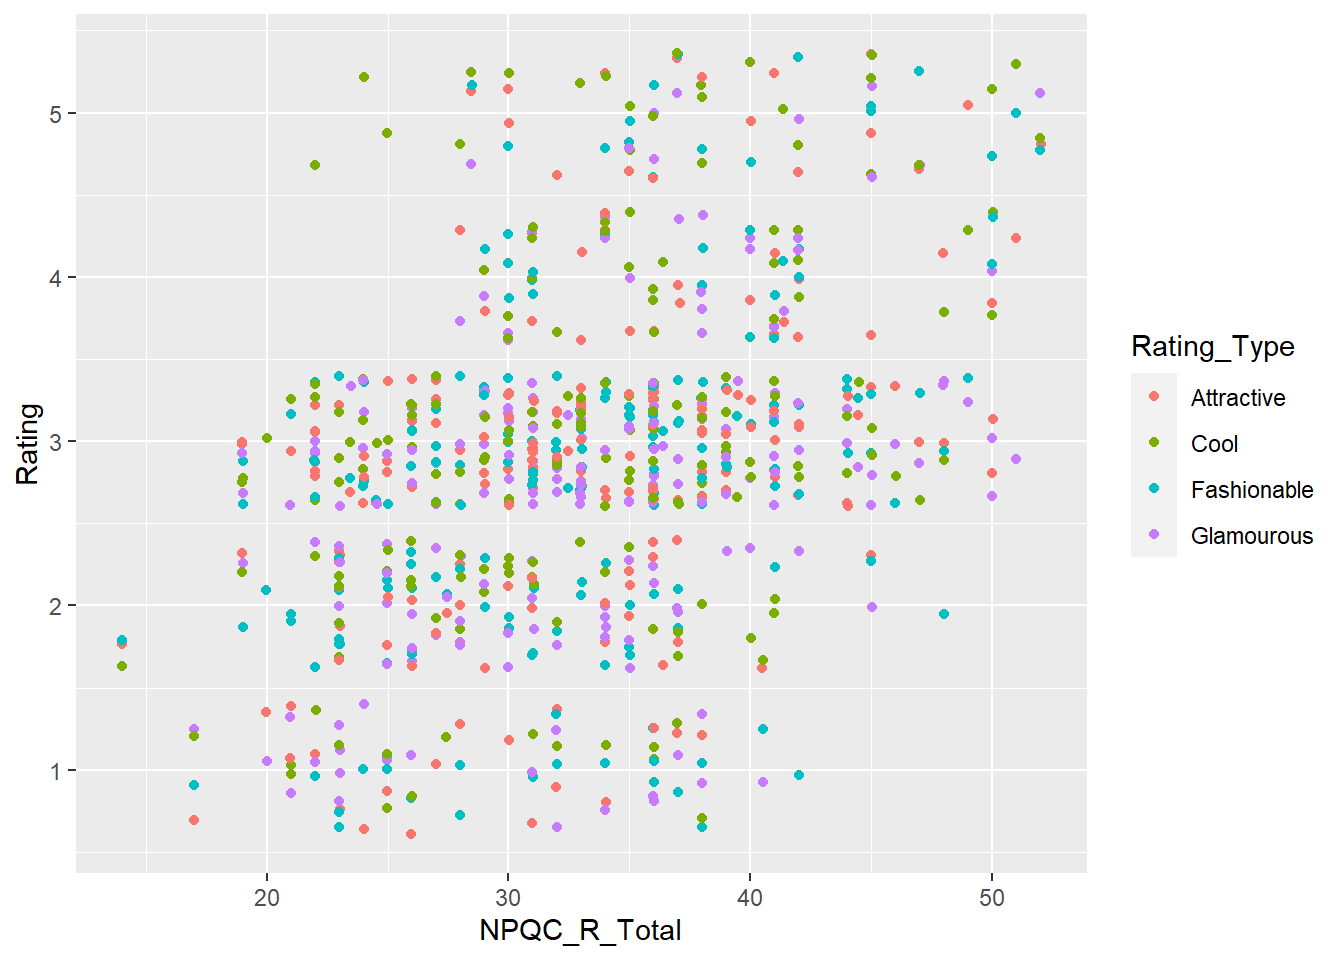 5
4
3
2
1
Rating
20 30 40 50
NPQC_R_Total
Rating_Type
Attractive
Cool
Fashionable
Glamourous